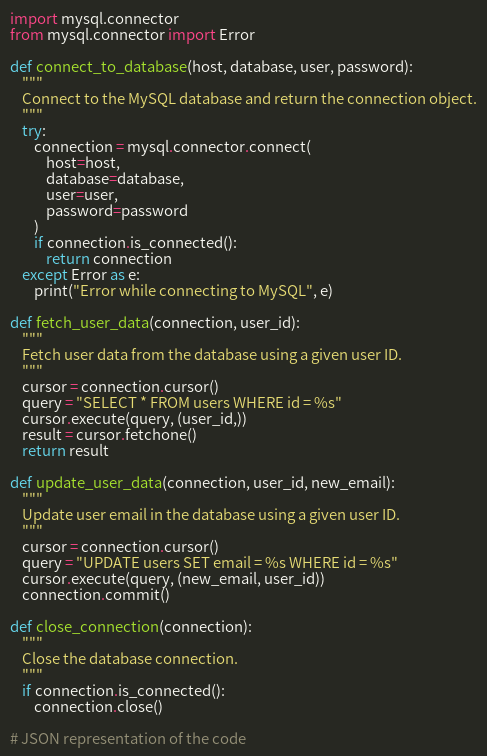 import mysql.connector
from mysql.connector import Error

def connect_to_database(host, database, user, password):
    """
    Connect to the MySQL database and return the connection object.
    """
    try:
        connection = mysql.connector.connect(
            host=host,
            database=database,
            user=user,
            password=password
        )
        if connection.is_connected():
            return connection
    except Error as e:
        print("Error while connecting to MySQL", e)

def fetch_user_data(connection, user_id):
    """
    Fetch user data from the database using a given user ID.
    """
    cursor = connection.cursor()
    query = "SELECT * FROM users WHERE id = %s"
    cursor.execute(query, (user_id,))
    result = cursor.fetchone()
    return result

def update_user_data(connection, user_id, new_email):
    """
    Update user email in the database using a given user ID.
    """
    cursor = connection.cursor()
    query = "UPDATE users SET email = %s WHERE id = %s"
    cursor.execute(query, (new_email, user_id))
    connection.commit()

def close_connection(connection):
    """
    Close the database connection.
    """
    if connection.is_connected():
        connection.close()

# JSON representation of the code